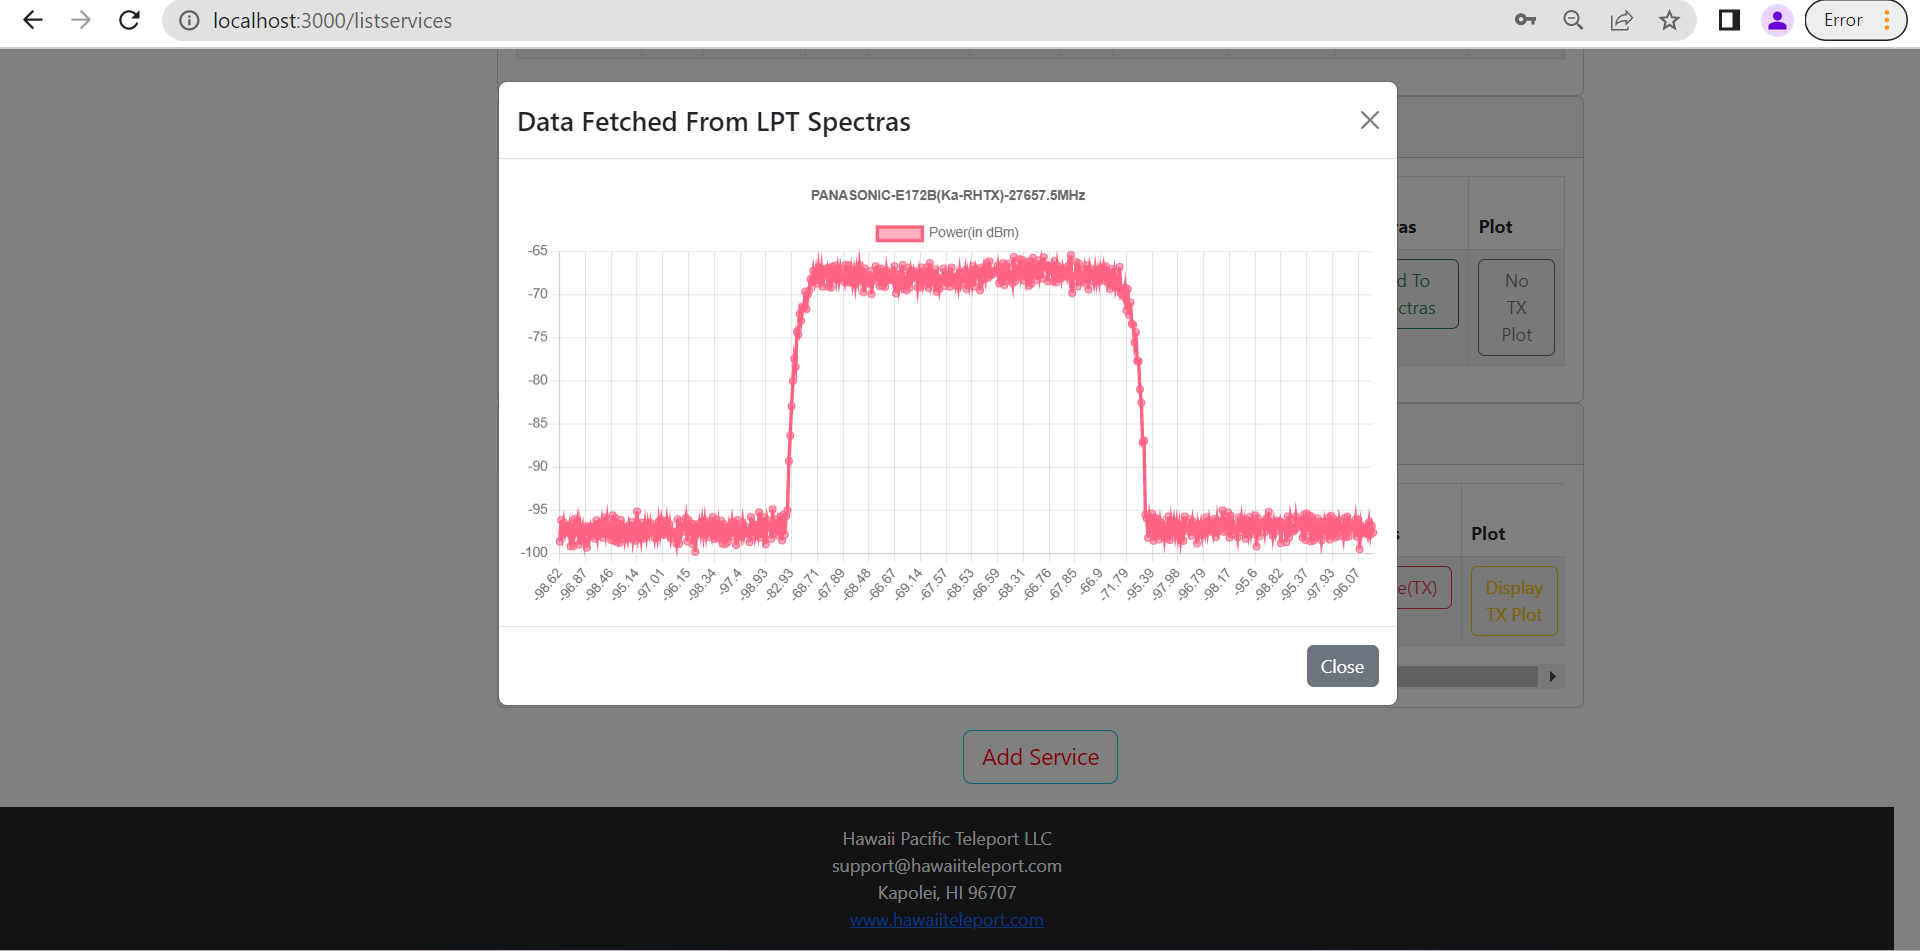 localhost:3000/listservices
Error
Data Fetched From LPT Spectras
PANASONIC-E172B(Ka-RHTX)-27657.5MHz
Power(in dBm)
-65
-70
-75
-80
-85
-90
-95
-100
-98.62
-96.87
-98.46
-95.14
-97.01
-96.15
-98.34
-97.4
-98.93
-82.93
-68.71
-67.89
-68.48
-66.67
-69.14
-67.57
-68.53
-66.59
-68.31
-66.76
-67.85
-66.9
-71.79
-95.39
-97.98
-96.79
-98.17
-95.6
-98.82
-95.37
-97.93
-96.07
Close
as
Plot
d To
ctras
No
TX
Plot
s
Plot
e(TX)
Display
TX Plot
Add Service
Hawaii Pacific Teleport LLC
support@hawaiiteleport.com
Kapolei, HI 96707
www.hawaiiteleport.com